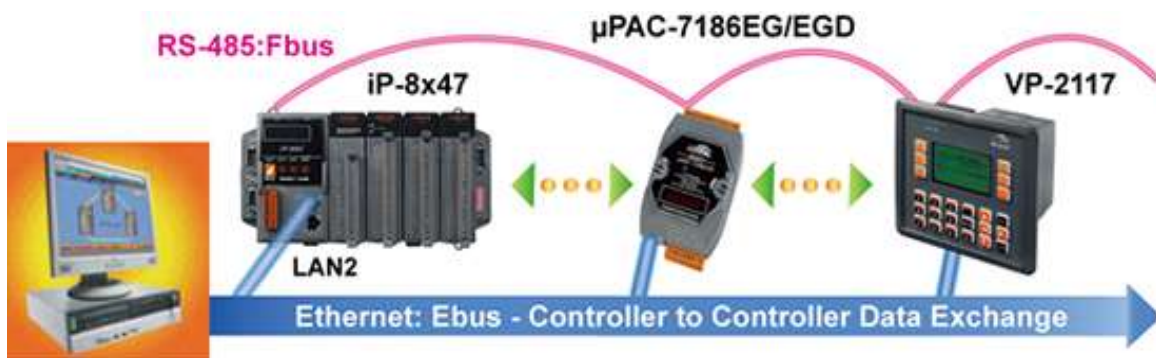 µPAC-7186EG/EGD
RS-485:Fbus
iP-8x47
VP-2117
LAN2
Ethernet: Ebus - Controller to Controller Data Exchange